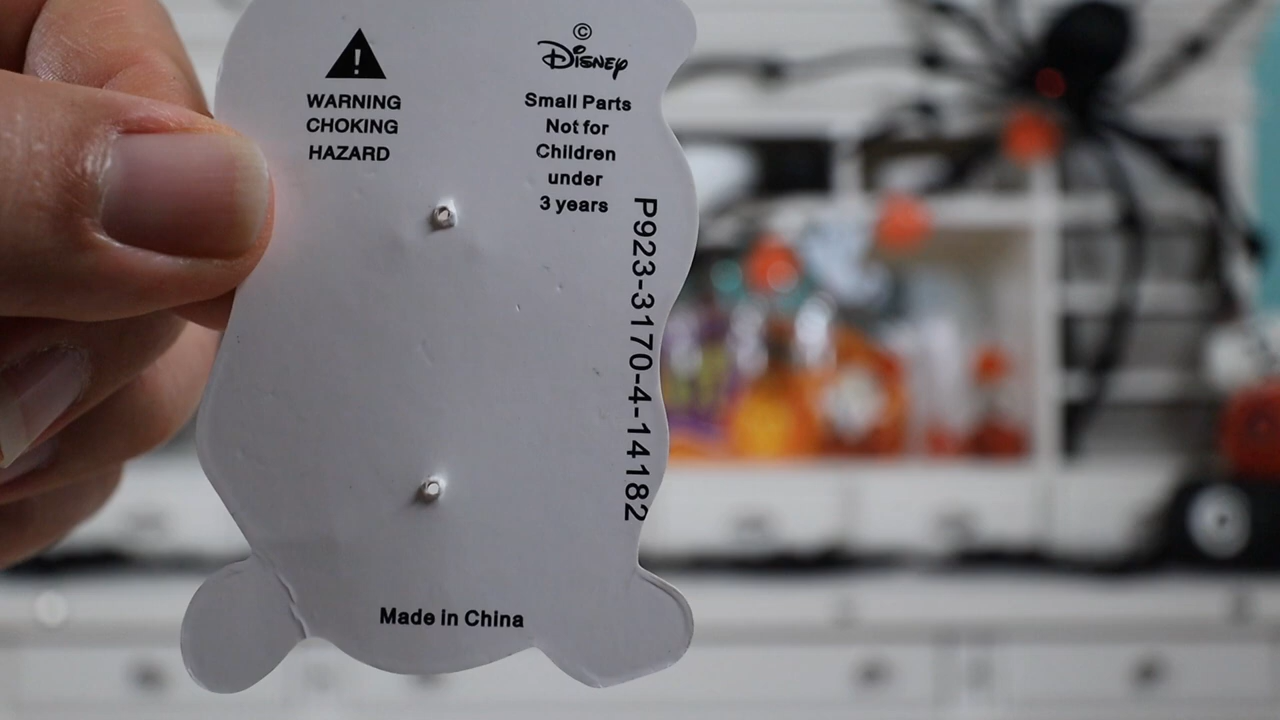 WARNING
CHOKING
HAZARD
©
Disney
Small Parts
Not for
Children
under
3 years
P923-3170-4-14182
Made in China